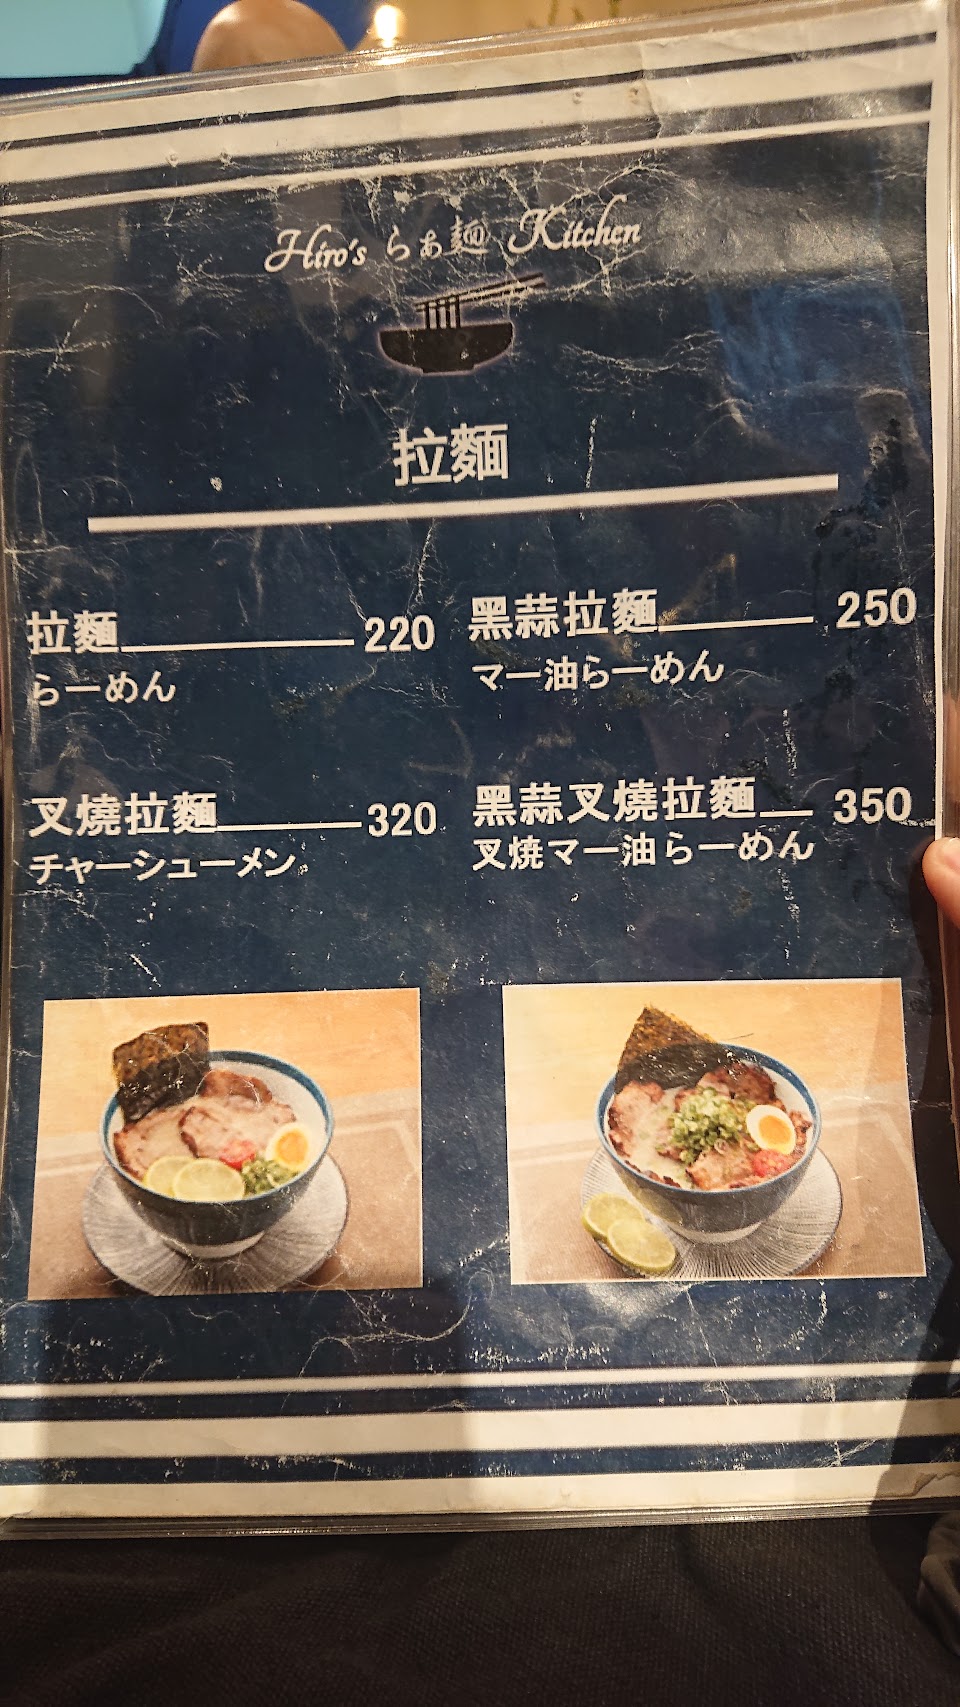 Hiro's らぁ麺 Kitchen
拉麵
拉麵 220
らーめん
黑蒜拉麵 250
マー油らーめん
叉燒拉麵 320
チャーシューメン
黑蒜叉燒拉麵 350
叉焼マー油らーめん